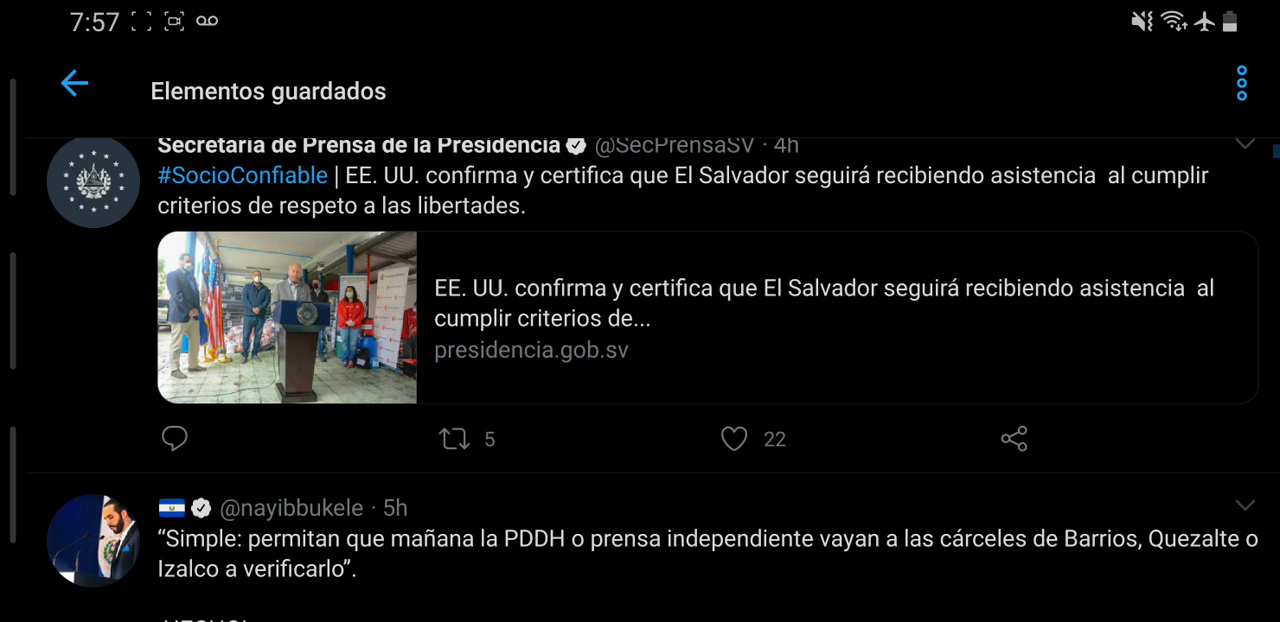 7:57
Elementos guardados
Secretaría de Prensa de la Presidencia @SecPrensaSV · 4h
#SocioConfiable | EE. UU. confirma y certifica que El Salvador seguirá recibiendo asistencia al cumplir
criterios de respeto a las libertades.
EE. UU. confirma y certifica que El Salvador seguirá recibiendo asistencia al
cumplir criterios de...
presidencia.gob.sv
5
22
@nayibbukele · 5h
“Simple: permitan que mañana la PDDH o prensa independiente vayan a las cárceles de Barrios, Quezalte o
Izalco a verificarlo”.